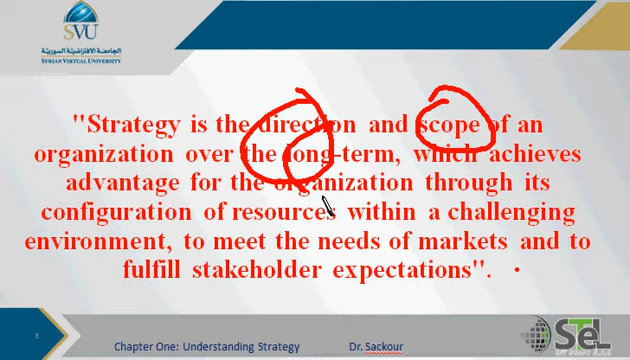 SVU
الجامعة الافتراضية السورية
SYRIAN VIRTUAL UNIVERSITY
"Strategy is the direction and scope of an
organization over the long-term, which achieves
advantage for the organization through its
configuration of resources within a challenging
environment, to meet the needs of markets and to
fulfill stakeholder expectations". •
8
Chapter One: Understanding Strategy Dr. Sackour
STeL